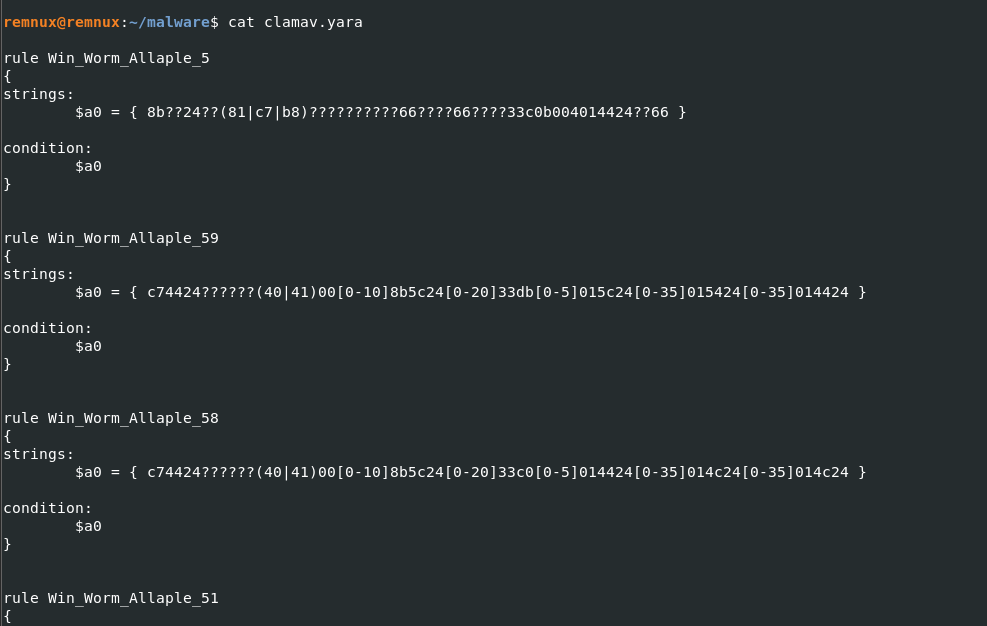 remnux@remnux:~/malware$ cat clamav.yara
rule Win_Worm_Allaple_5
{
strings:
        $a0 = { 8b??24??(81|c7|b8)??????????66????66????33c0b004014424??66 }
condition:
        $a0
}
rule Win_Worm_Allaple_59
{
strings:
        $a0 = { c74424??????(40|41)00[0-10]8b5c24[0-20]33db[0-5]015c24[0-35]015424[0-35]014424 }
condition:
        $a0
}
rule Win_Worm_Allaple_58
{
strings:
        $a0 = { c74424??????(40|41)00[0-10]8b5c24[0-20]33c0[0-5]014424[0-35]014c24[0-35]014c24 }
condition:
        $a0
}
rule Win_Worm_Allaple_51
{